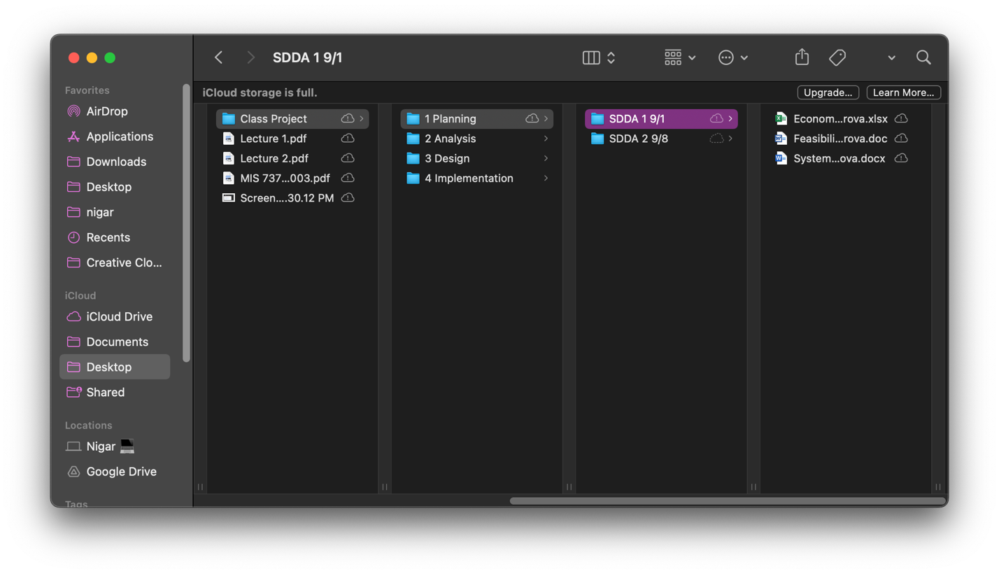 SDDA 1 9/1
Favorites
AirDrop
Applications
Downloads
Desktop
nigar
Recents
Creative Clo...
iCloud
iCloud Drive
Documents
Desktop
Shared
Locations
Nigar
Google Drive
Tags
iCloud storage is full.
Upgrade...
Learn More...
Class Project
Lecture 1.pdf
Lecture 2.pdf
MIS 737...003.pdf
Screen....30.12 PM
1 Planning
2 Analysis
3 Design
4 Implementation
SDDA 1 9/1
SDDA 2 9/8
Econom...rova.xlsx
Feasibili...rova.doc
System...ova.docx